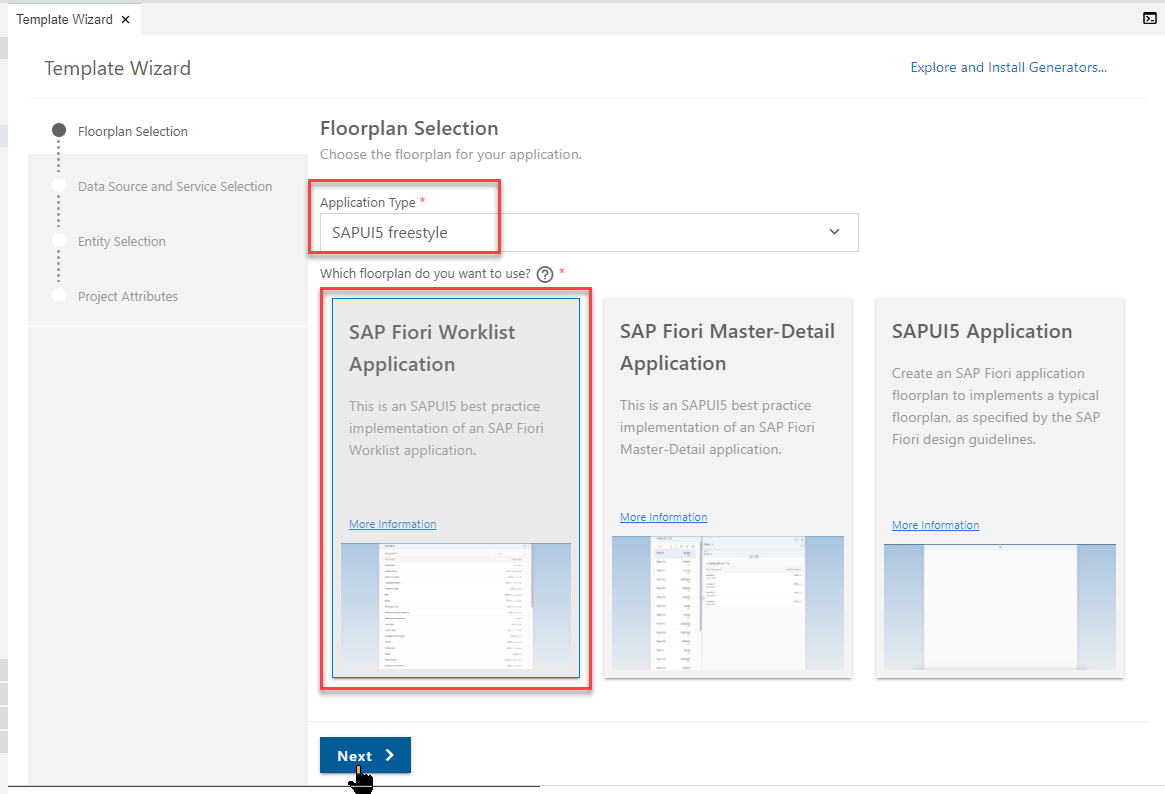 Template Wizard ×
Template Wizard
Explore and Install Generators...
Floorplan Selection
Data Source and Service Selection
Entity Selection
Project Attributes
Floorplan Selection
Choose the floorplan for your application.
Application Type *
SAPUI5 freestyle
Which floorplan do you want to use? ? *
SAP Fiori Worklist
Application
This is an SAPUI5 best practice
implementation of an SAP Fiori
Worklist application.
More Information
SAP Fiori Master-Detail
Application
This is an SAPUI5 best practice
implementation of an SAP Fiori
Master-Detail application.
More Information
SAPUI5 Application
Create an SAP Fiori application
floorplan to implements a typical
floorplan, as specified by the SAP
Fiori design guidelines.
More Information
Next